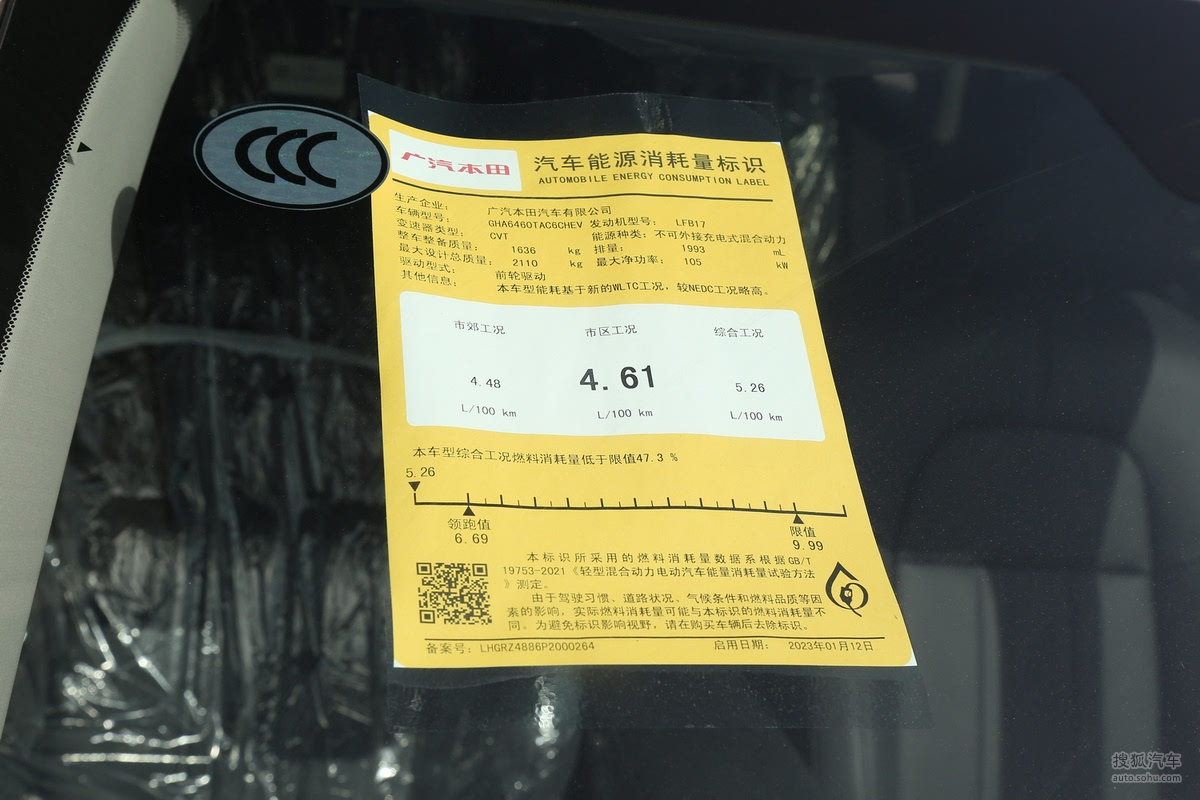 CCC
广汽本田
汽车能源消耗量标识
AUTOMOBILE ENERGY CONSUMPTION LABEL
生产企业: 广汽本田汽车有限公司
车辆型号: GHA6460TAC6CHEV 发动机型号: LFB17
变速器类型: CVT 能源种类: 不可外接充电式混合动力
整车整备质量: 1636 kg 排量: 1993 mL
最大设计总质量: 2110 kg 最大净功率: 105 kW
驱动型式: 前轮驱动
其他信息: 本车型能耗基于新的WLTC工况, 较NEDC工况略高。
市郊工况 市区工况 综合工况
4.48 4.61 5.26
L/100 km L/100 km L/100 km
本车型综合工况燃料消耗量低于限值47.3 %
5.26
领跑值 限值
6.69 9.99
本标识所采用的燃料消耗量数据系根据GB/T
19753-2021《轻型混合动力电动汽车能量消耗量试验方法
》测定。
由于驾驶习惯、道路状况、气候条件和燃料品质等因
素的影响, 实际燃料消耗量可能与本标识的燃料消耗量不
同。为避免标识影响视野, 请在购买车辆后去除标识。
备案号: LHGRZ4886P2000264 启用日期: 2023年01月12日
搜狐汽车
auto.sohu.com